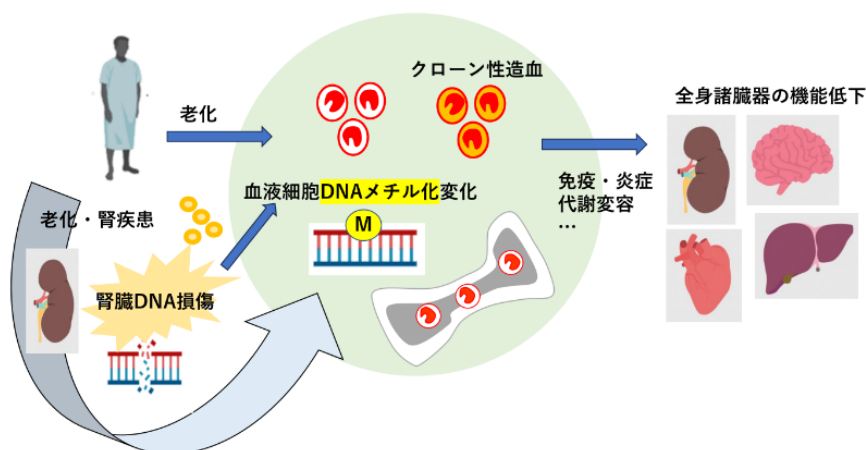 クローン性造血
全身諸臓器の機能低下
老化
免疫・炎症
代謝変容
…
血液細胞DNAメチル化変化
老化・腎疾患
M
腎臓DNA損傷